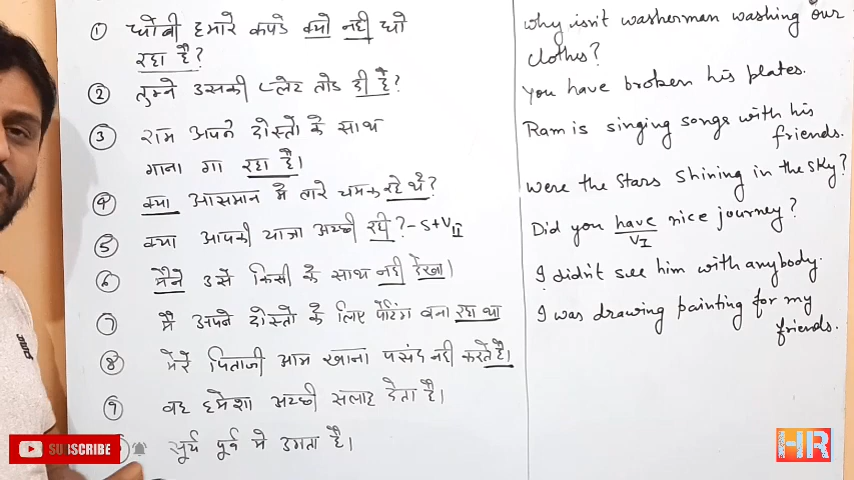 ① धोबी हमारे कपडे क्यो नही धो
रहा है?
② तुम्ने उसकी प्लेट तोड दी है?
③ राम अपने दोस्तो के साथ
गाना गा रहा है।
④ क्या आसमान मे तारे चमक रहे थे?
⑤ क्या आपकी यात्रा अच्छी रही? - S+VII
⑥ मैने उसे किसी के साथ नही देखा।
⑦ मै अपने दोस्तो के लिए पेंटिंग बना रहा था
⑧ मेरे पिताजी आम खाना पसंद नही करते है।
⑨ वह हमेशा अच्छी सलाह देता है।
सूर्य पूर्व मे उगता है।
why isn't washerman washing our
clothes?
You have broken his plates.
Ram is singing songs with his
friends.
Were the stars shining in the sky?
Did you have nice journey?
VI
I didn't see him with anybody.
I was drawing painting for my
friends.
SUBSCRIBE
HR